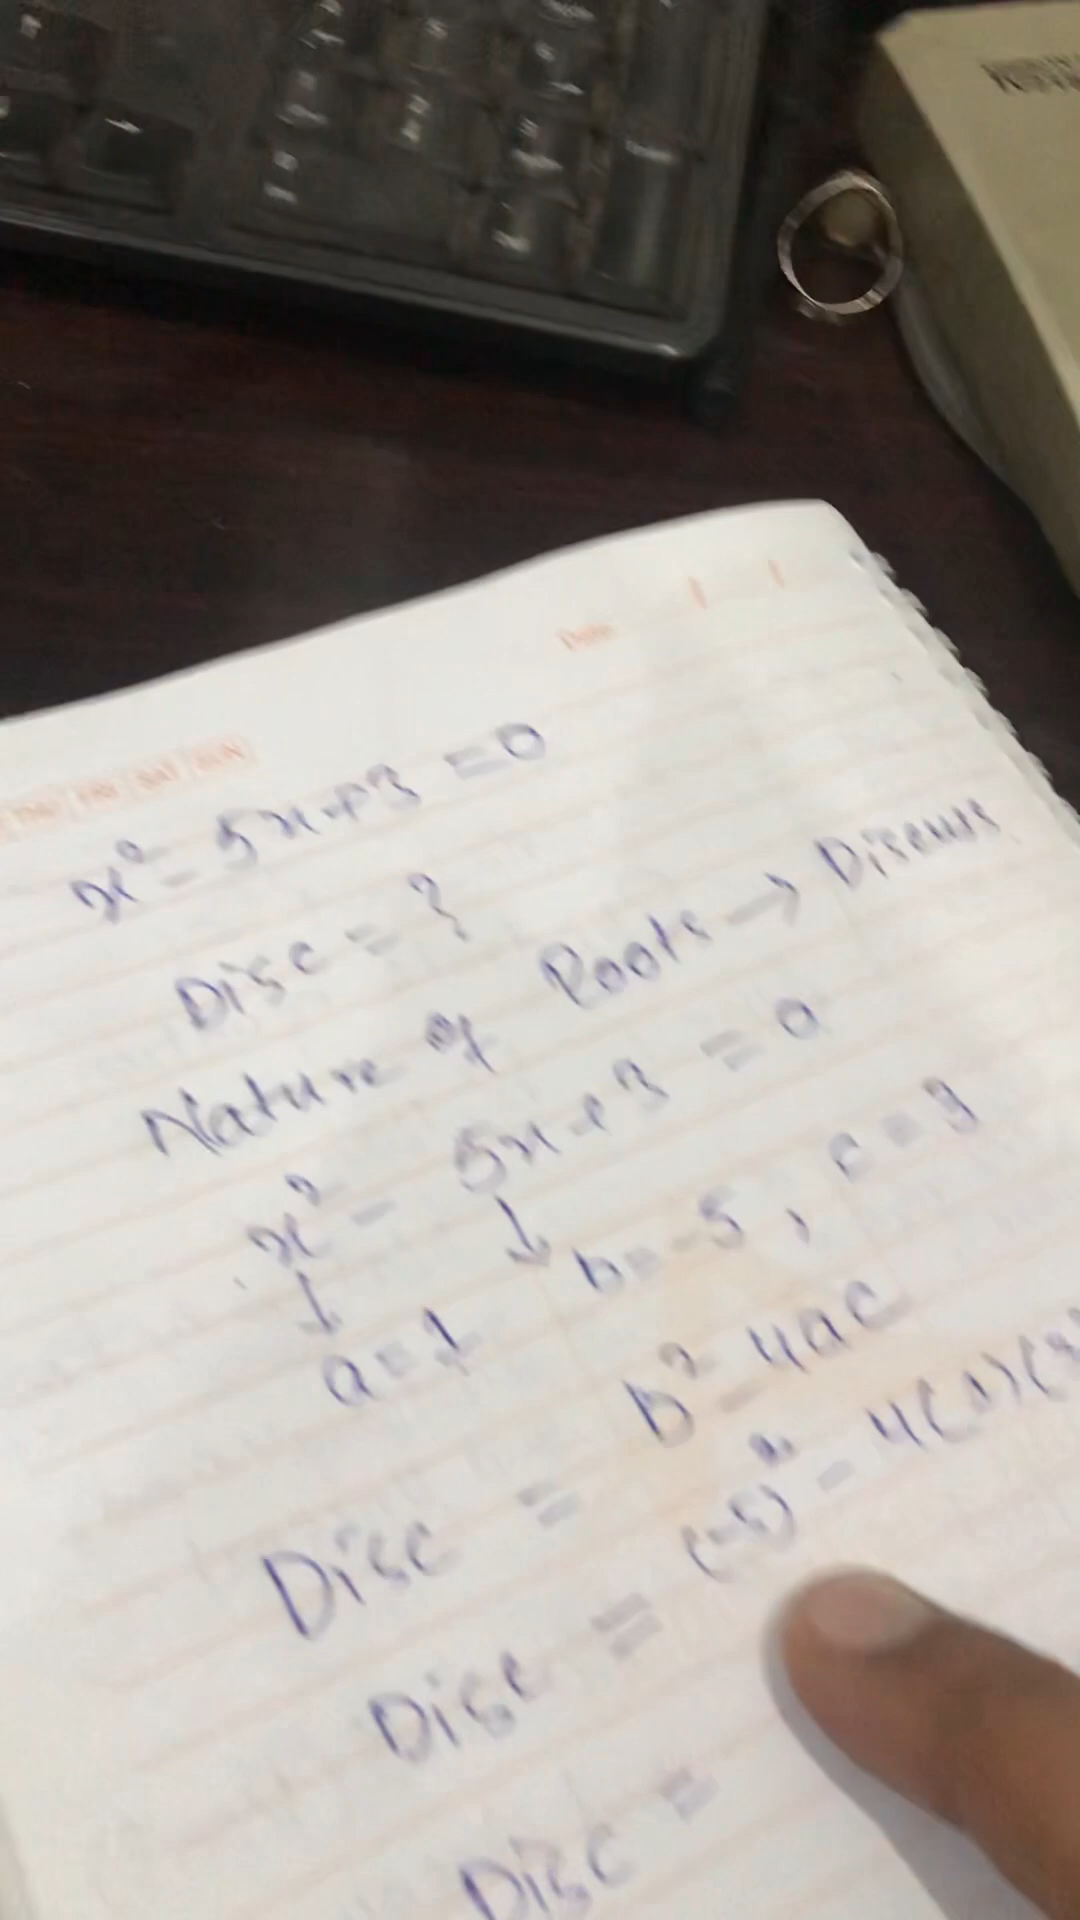 Date
x² - 5x + 3 = 0
Disc = ?
Nature of Roots → Discuss
x² - 5x + 3 = 0
a = 1 b = -5 , c = 3
Disc = b² - 4ac
Disc = (-5)² - 4(1)(3
Disc =